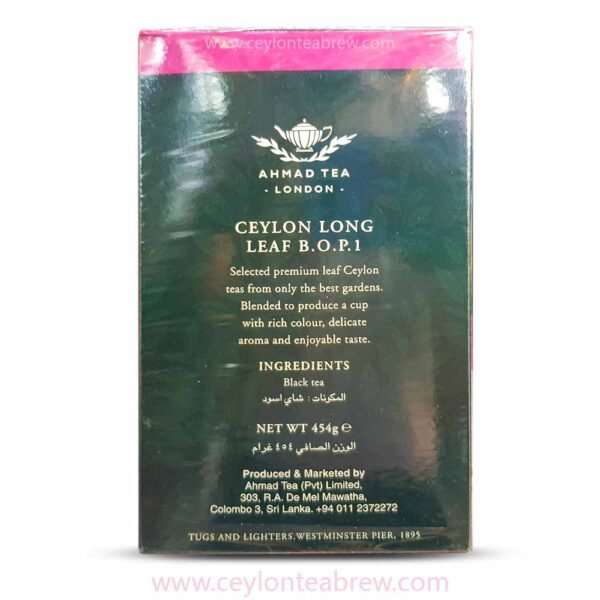 www.ceylonteabrew.com
AHMAD TEA
- LONDON -
CEYLON LONG
LEAF B.O.P.1
Selected premium leaf Ceylon
teas from only the best gardens.
Blended to produce a cup
with rich colour, delicate
aroma and enjoyable taste.
INGREDIENTS
Black tea
المكونات : شاي اسود
NET WT 454g ℮
الوزن الصافي ٤٥٤ غرام
Produced & Marketed by
Ahmad Tea (Pvt) Limited,
303, R.A. De Mel Mawatha,
Colombo 3, Sri Lanka. +94 011 2372272
TUGS AND LIGHTERS, WESTMINSTER PIER, 1895
www.ceylonteabrew.com